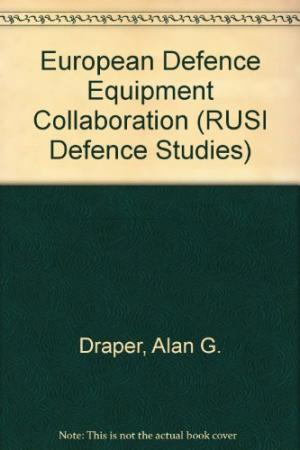 European Defence
Equipment
Collaboration (RUSI
Defence Studies)
Draper, Alan G.
Note: This is not the actual book cover